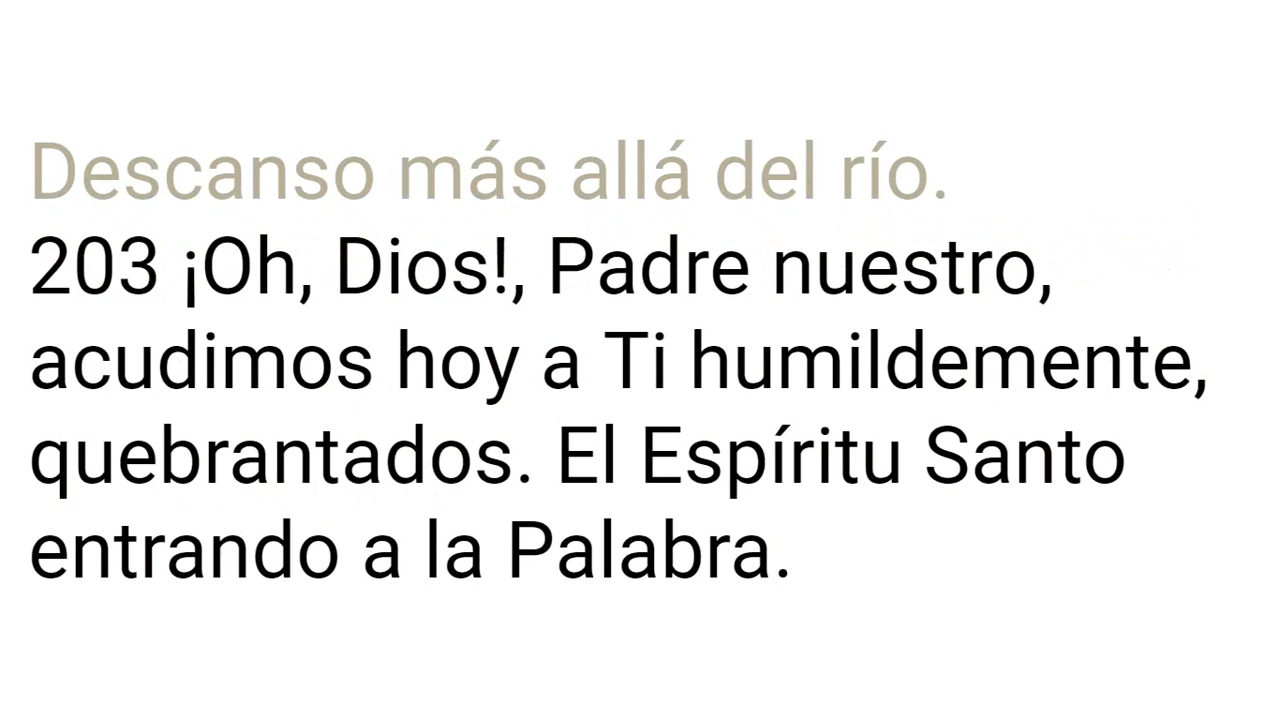 Descanso más allá del río.
203 ¡Oh, Dios!, Padre nuestro,
acudimos hoy a Ti humildemente,
quebrantados. El Espíritu Santo
entrando a la Palabra.